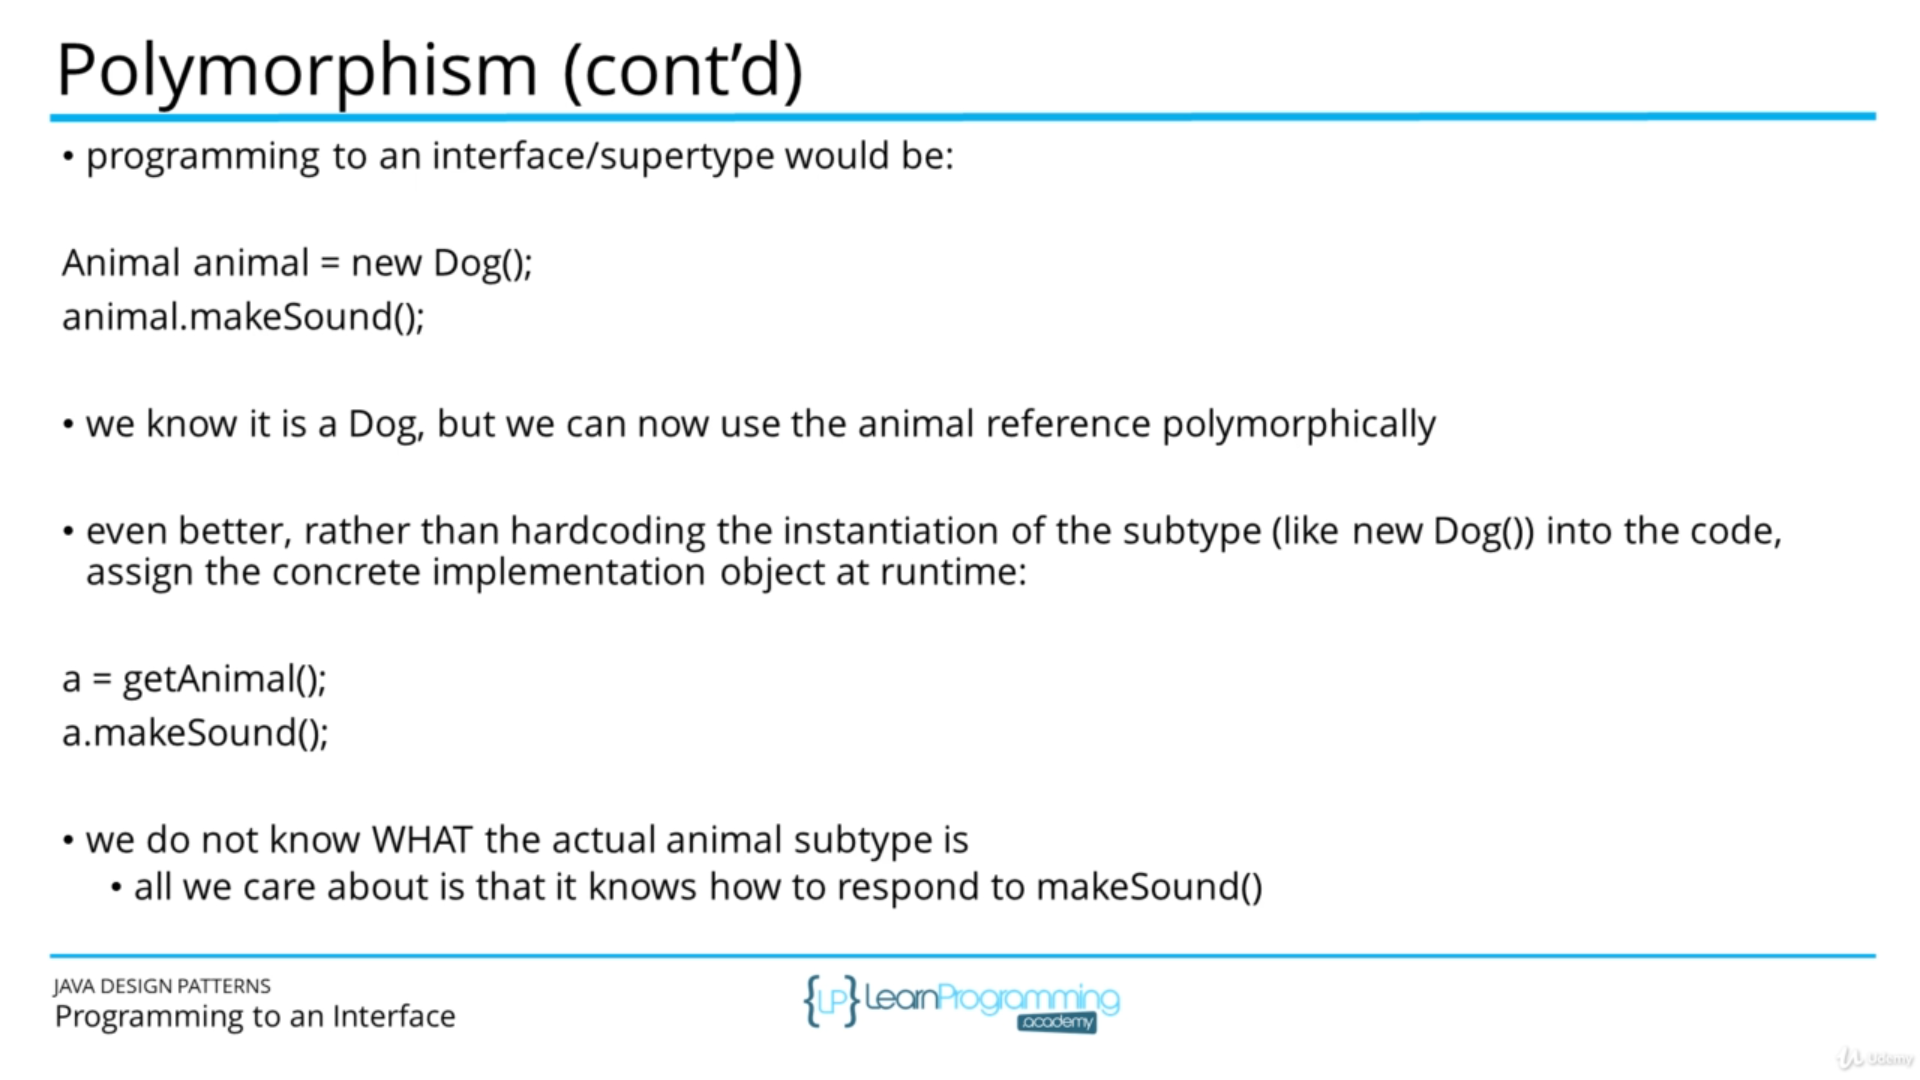 Polymorphism (cont’d)
• programming to an interface/supertype would be:
Animal animal = new Dog();
animal.makeSound();
• we know it is a Dog, but we can now use the animal reference polymorphically
• even better, rather than hardcoding the instantiation of the subtype (like new Dog()) into the code,
assign the concrete implementation object at runtime:
a = getAnimal();
a.makeSound();
• we do not know WHAT the actual animal subtype is
• all we care about is that it knows how to respond to makeSound()
JAVA DESIGN PATTERNS
Programming to an Interface
{LP} LearnProgramming
academy
Udemy